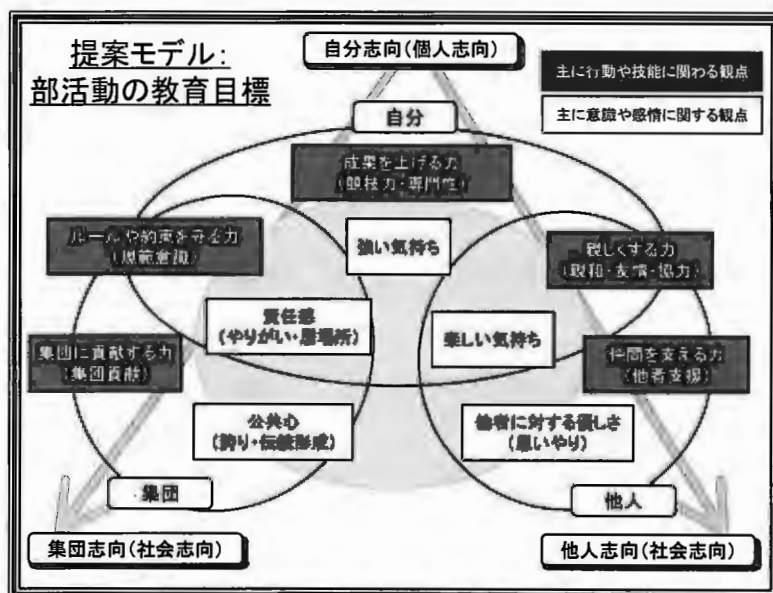 提案モデル:
部活動の教育目標
自分志向(個人志向)
主に行動や技能に関わる観点
主に意識や感情に関する観点
自分
成果を上げる力
(競技力・専門性)
ルールや約束を守る力
(規範意識)
強い気持ち
親しくする力
(親和・友情・協力)
責任感
(やりがい・居場所)
楽しい気持ち
集団に貢献する力
(集団貢献)
仲間を支える力
(他者支援)
公共心
(誇り・伝統形成)
他者に対する優しさ
(思いやり)
集団
他人
集団志向(社会志向)
他人志向(社会志向)